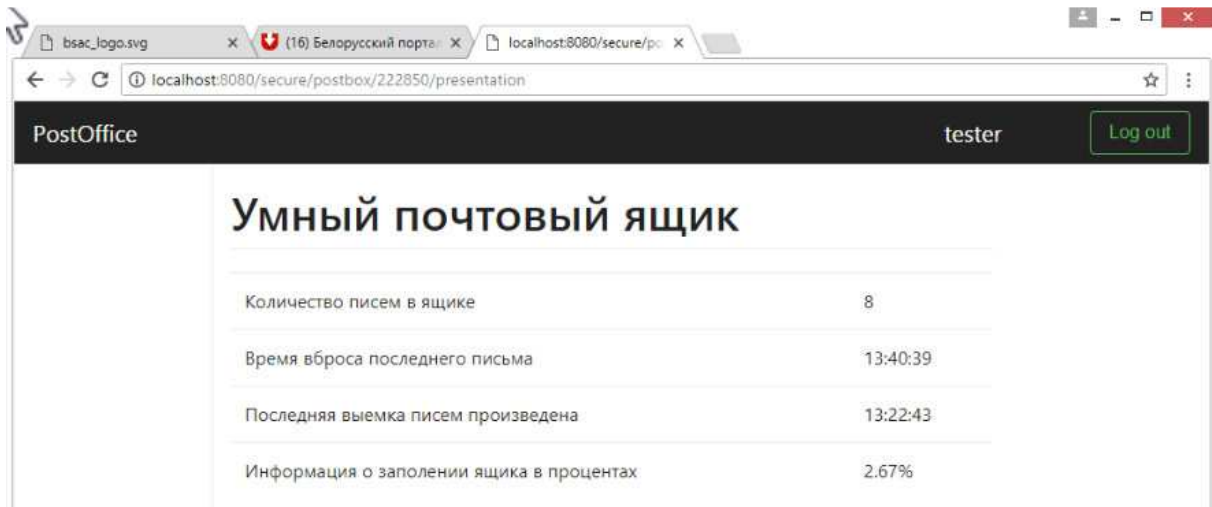 bsac_logo.svg
(16) Белорусский порта
localhost:8080/secure/po
localhost:8080/secure/postbox/222850/presentation
PostOffice tester Log out
Умный почтовый ящик
Количество писем в ящике 8
Время вброса последнего письма 13:40:39
Последняя выемка писем произведена 13:22:43
Информация о заполении ящика в процентах 2.67%